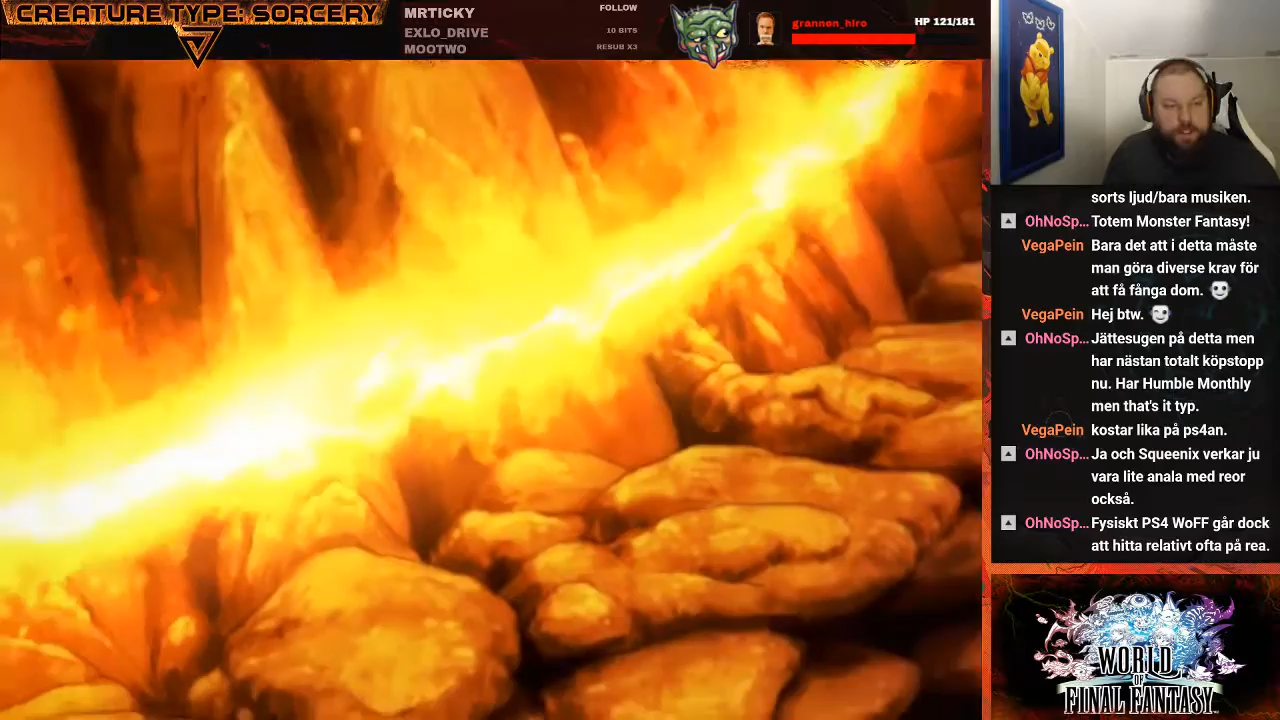 CREATURE TYPE: SORCERY
MRTICKY
FOLLOW
EXLO_DRIVE
10 BITS
MOOTWO
RESUB X3
grannon_hiro
HP 121/181
sorts ljud/bara musiken.
OhNoSp... Totem Monster Fantasy!
VegaPein Bara det att i detta måste
man göra diverse krav för
att få fånga dom.
VegaPein Hej btw.
OhNoSp... Jättesugen på detta men
har nästan totalt köpstopp
nu. Har Humble Monthly
men that's it typ.
VegaPein kostar lika på ps4an.
OhNoSp... Ja och Squeenix verkar ju
vara lite anala med reor
också.
OhNoSp... Fysiskt PS4 WoFF går dock
att hitta relativt ofta på rea.
WORLD
OF
FINAL FANTASY